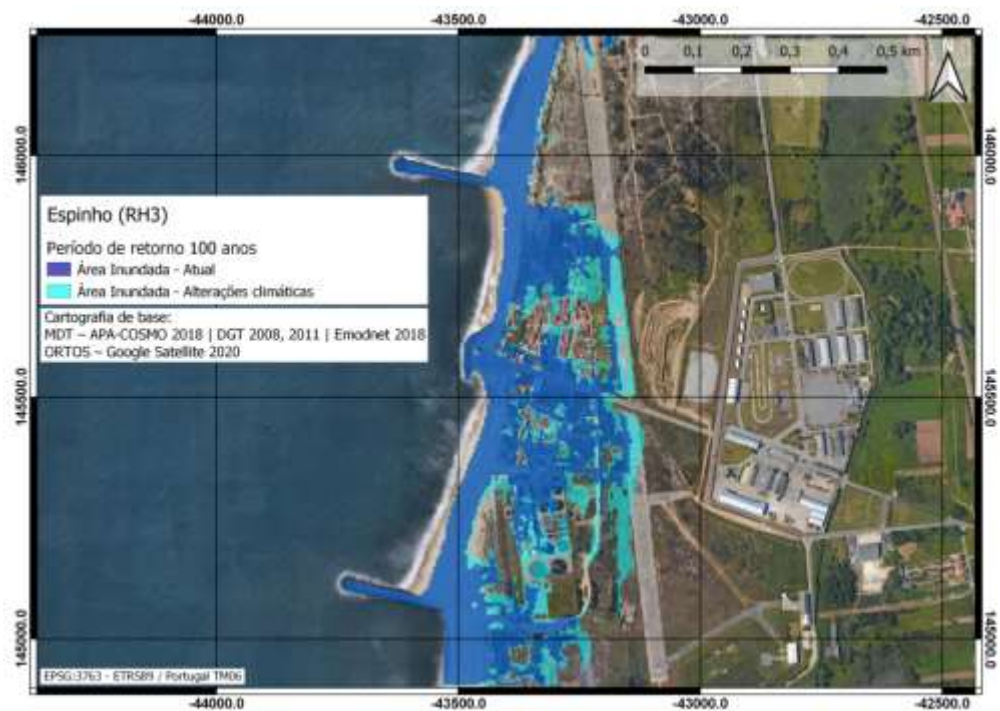 -44000.0 -43500.0 -43000.0 -42500.0
0 0,1 0,2 0,3 0,4 0,5 km
146000.0 146000.0
Espinho (RH3)
Período de retorno 100 anos
Área Inundada - Atual
Área Inundada - Alterações climáticas
Cartografia de base:
MDT – APA-COSMO 2018 | DGT 2008, 2011 | Emodnet 2018
ORTOS – Google Satellite 2020
145500.0 145500.0
145000.0 145000.0
EPSG:3763 - ETRS89 / Portugal TM06
-44000.0 -43500.0 -43000.0 -42500.0